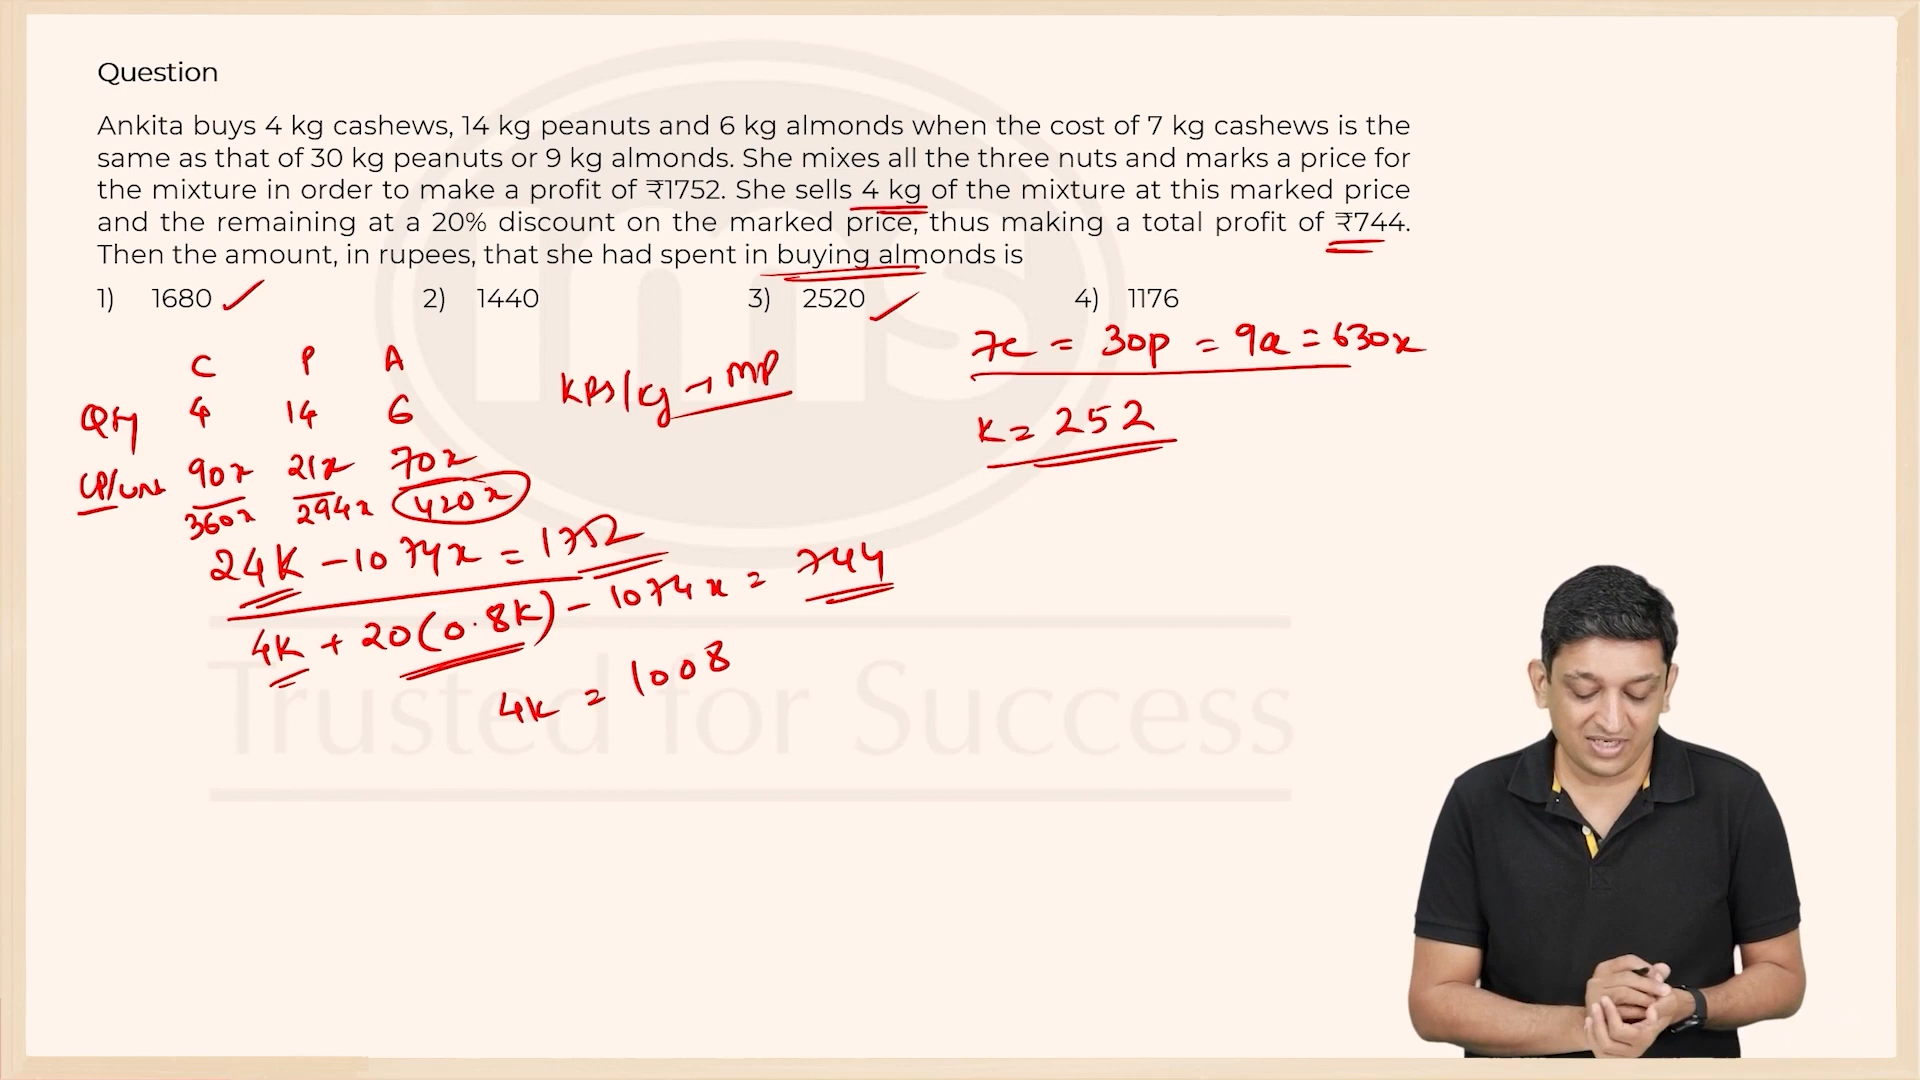 Question
Ankita buys 4 kg cashews, 14 kg peanuts and 6 kg almonds when the cost of 7 kg cashews is the
same as that of 30 kg peanuts or 9 kg almonds. She mixes all the three nuts and marks a price for
the mixture in order to make a profit of ₹1752. She sells 4 kg of the mixture at this marked price
and the remaining at a 20% discount on the marked price, thus making a total profit of ₹744.
Then the amount, in rupees, that she had spent in buying almonds is
1) 1680 ✓ 2) 1440 3) 2520 ✓ 4) 1176
7c = 30p = 9a = 630x
C P A
K Rs/kg → MP
Qty 4 14 6
K = 252
CP/unit 90x 21x 70x
360x 294x 420x
24K - 1074x = 1752
4K + 20(0.8K) - 1074x = 744
4K = 1008
ims
Trusted for Success